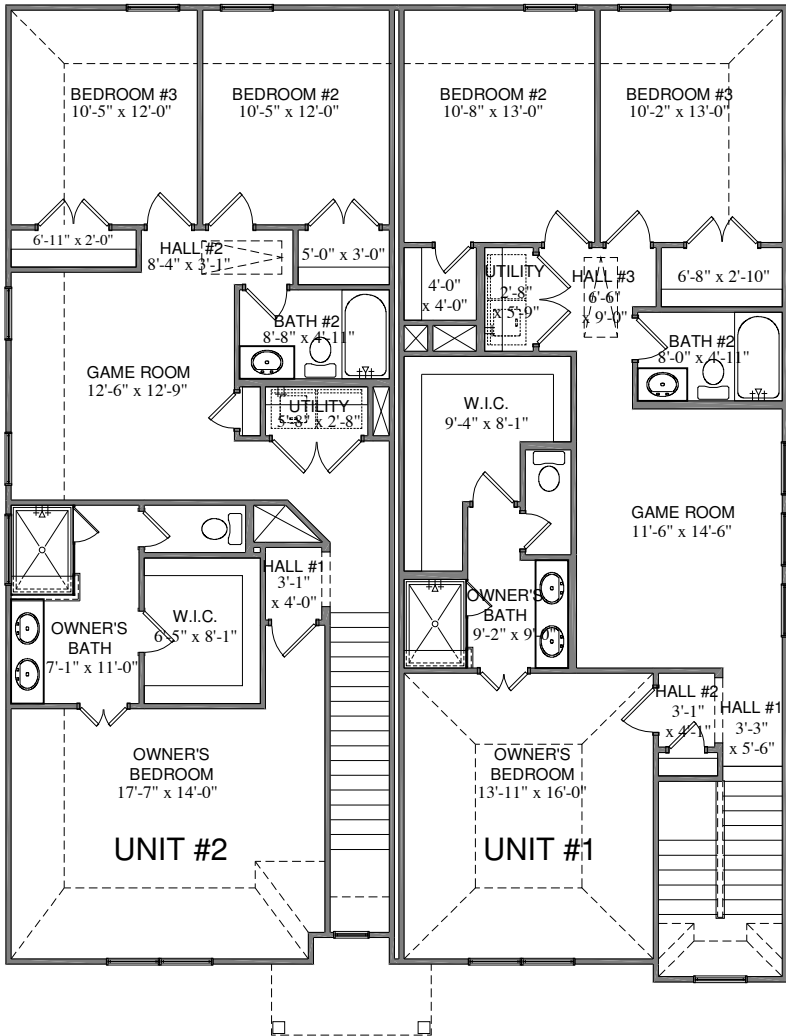 BEDROOM #3
10'-5" x 12'-0"
BEDROOM #2
10'-5" x 12'-0"
BEDROOM #2
10'-8" x 13'-0"
BEDROOM #3
10'-2" x 13'-0"
6'-11" x 2'-0"
HALL #2
8'-4" x 3'-1"
5'-0" x 3'-0"
4'-0"
x 4'-0"
UTILITY
2'-8"
x 5'-9"
HALL #3
6'-6"
x 9'-0"
6'-8" x 2'-10"
BATH #2
8'-8" x 4'-11"
BATH #2
8'-0" x 4'-11"
GAME ROOM
12'-6" x 12'-9"
UTILITY
5'-8" x 2'-8"
W.I.C.
9'-4" x 8'-1"
GAME ROOM
11'-6" x 14'-6"
HALL #1
3'-1"
x 4'-0"
W.I.C.
6'-5" x 8'-1"
OWNER'S
BATH
7'-1" x 11'-0"
OWNER'S
BATH
9'-2" x 9'-0"
HALL #2
3'-1"
x 4'-1"
HALL #1
3'-3"
x 5'-6"
OWNER'S
BEDROOM
17'-7" x 14'-0"
OWNER'S
BEDROOM
13'-11" x 16'-0"
UNIT #2
UNIT #1